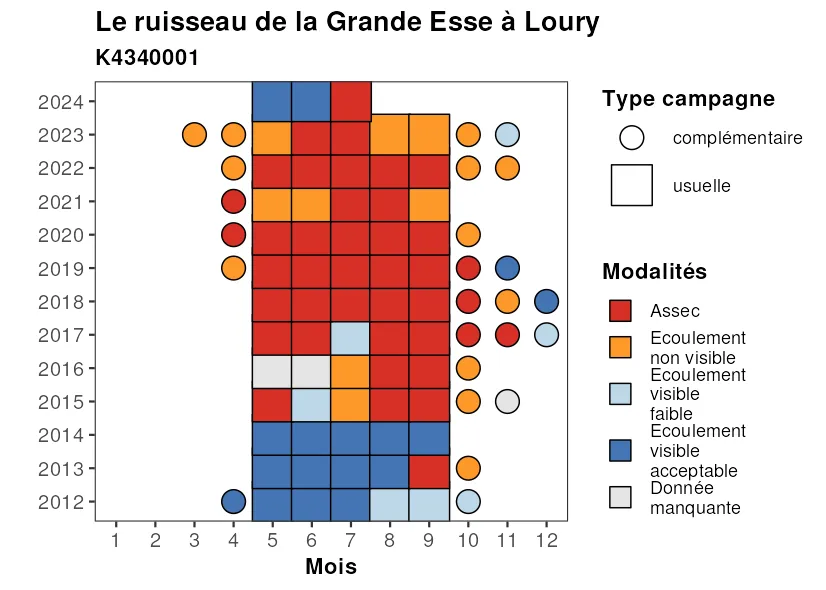 Le ruisseau de la Grande Esse à Loury
K4340001
2024
2023
2022
2021
2020
2019
2018
2017
2016
2015
2014
2013
2012
1 2 3 4 5 6 7 8 9 10 11 12
Mois
Type campagne
complémentaire
usuelle
Modalités
Assec
Ecoulement
non visible
Ecoulement
visible
faible
Ecoulement
visible
acceptable
Donnée
manquante